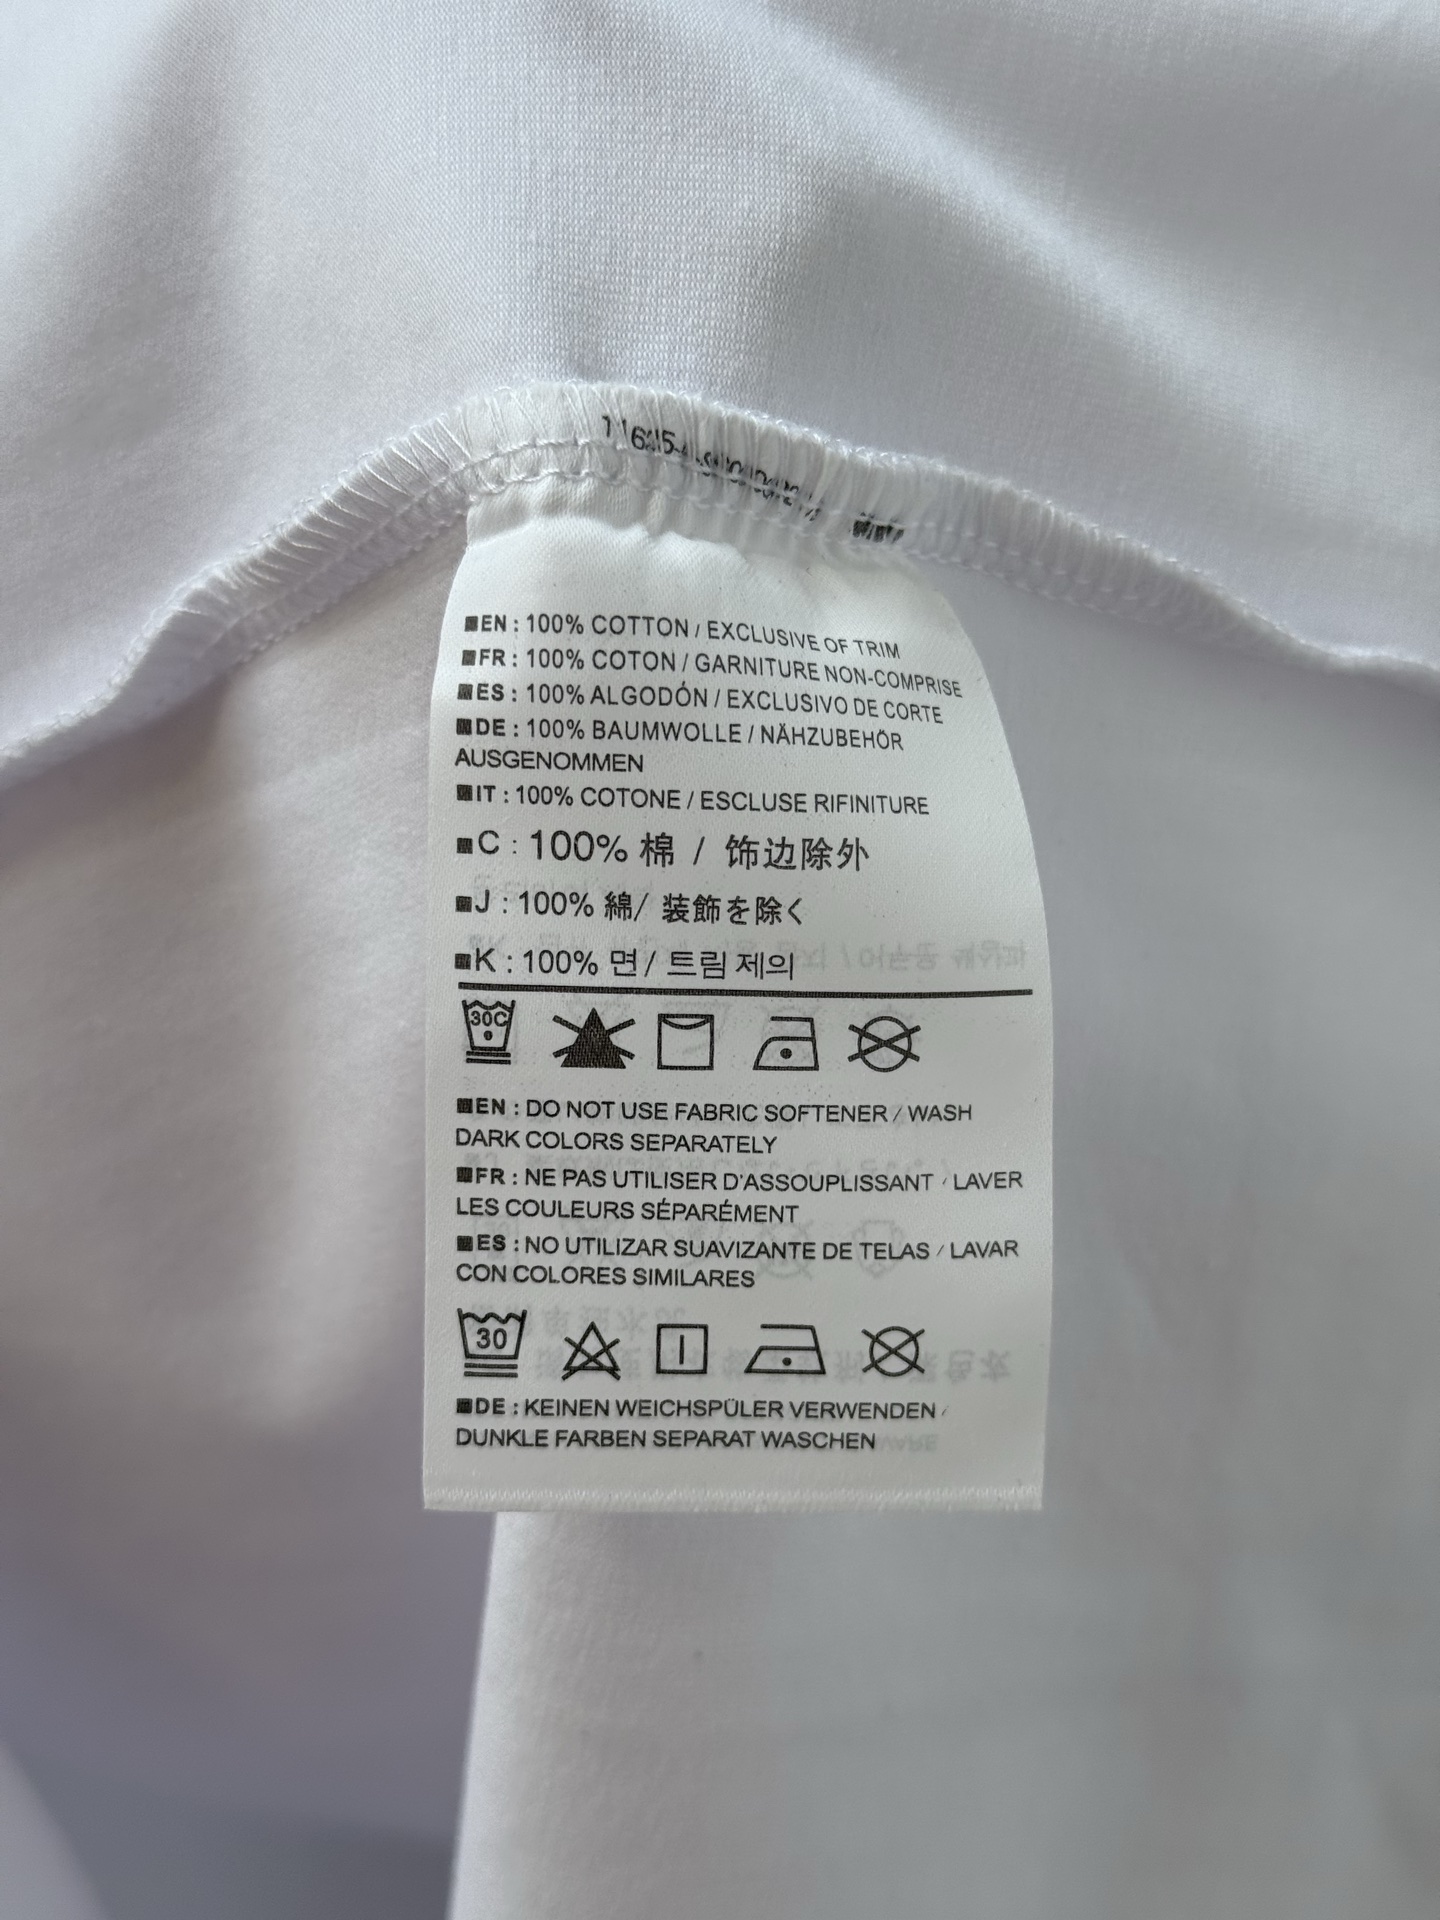 EN : 100% COTTON / EXCLUSIVE OF TRIM
FR : 100% COTON / GARNITURE NON-COMPRISE
ES : 100% ALGODÓN / EXCLUSIVO DE CORTE
DE : 100% BAUMWOLLE / NÄHZUBEHÖR
AUSGENOMMEN
IT : 100% COTONE / ESCLUSE RIFINITURE
C : 100% 棉 / 饰边除外
J : 100% 綿/ 装飾を除く
K : 100% 면/ 트림 제의
30C
EN : DO NOT USE FABRIC SOFTENER / WASH
DARK COLORS SEPARATELY
FR : NE PAS UTILISER D'ASSOUPLISSANT / LAVER
LES COULEURS SÉPARÉMENT
ES : NO UTILIZAR SUAVIZANTE DE TELAS / LAVAR
CON COLORES SIMILARES
30
DE : KEINEN WEICHSPÜLER VERWENDEN /
DUNKLE FARBEN SEPARAT WASCHEN